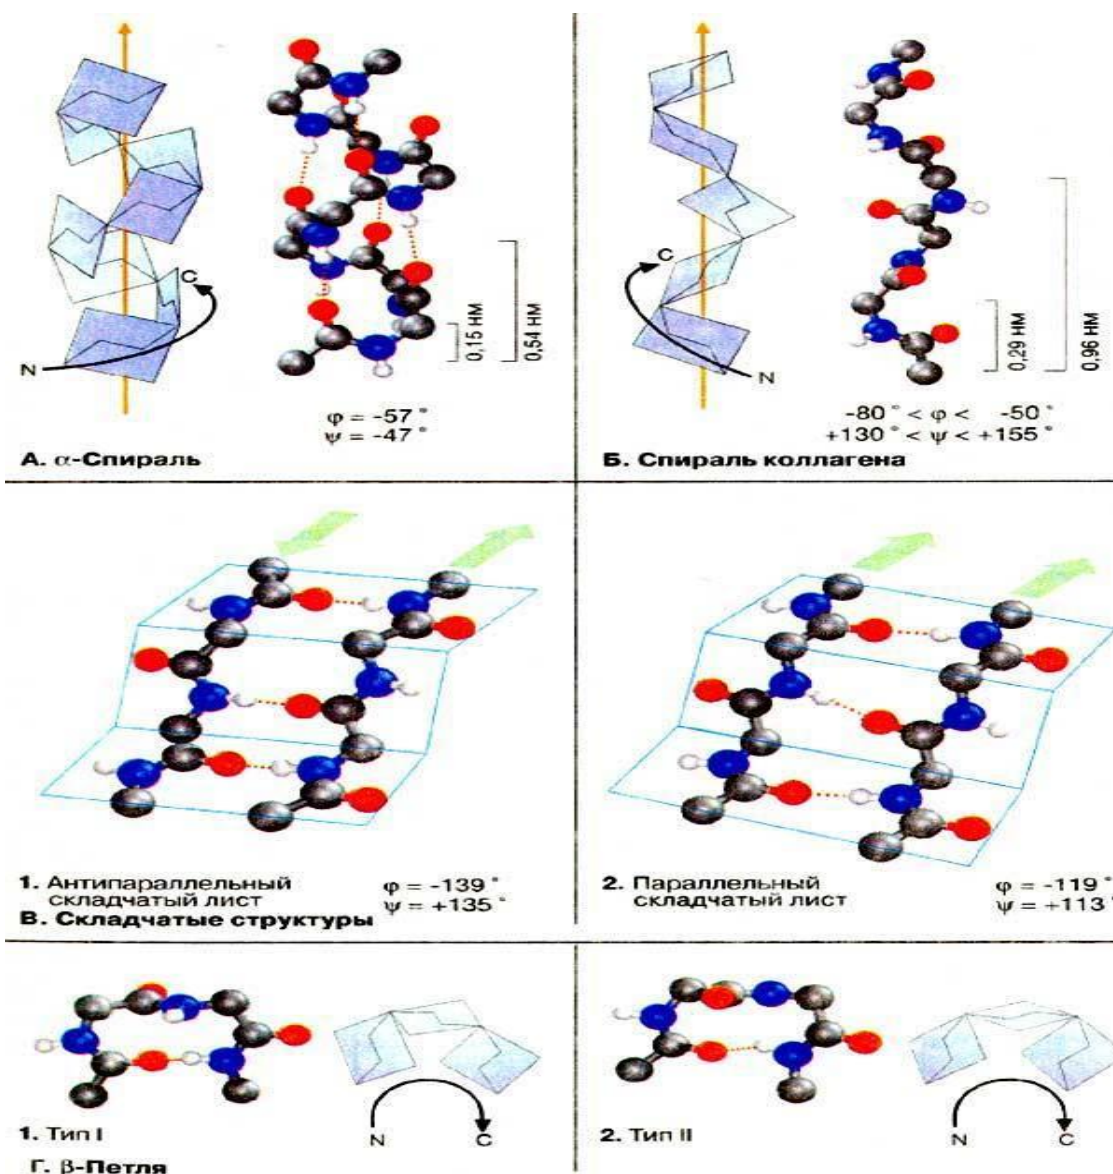 C
N
0,15 нм
0,54 нм
φ = -57°
ψ = -47°
А. α-Спираль
C
N
0,29 нм
0,96 нм
-80° < φ < -50°
+130° < ψ < +155°
Б. Спираль коллагена
1. Антипараллельный
складчатый лист
φ = -139°
ψ = +135°
В. Складчатые структуры
2. Параллельный
складчатый лист
φ = -119°
ψ = +113°
N
C
1. Тип I
N
C
2. Тип II
Г. β-Петля